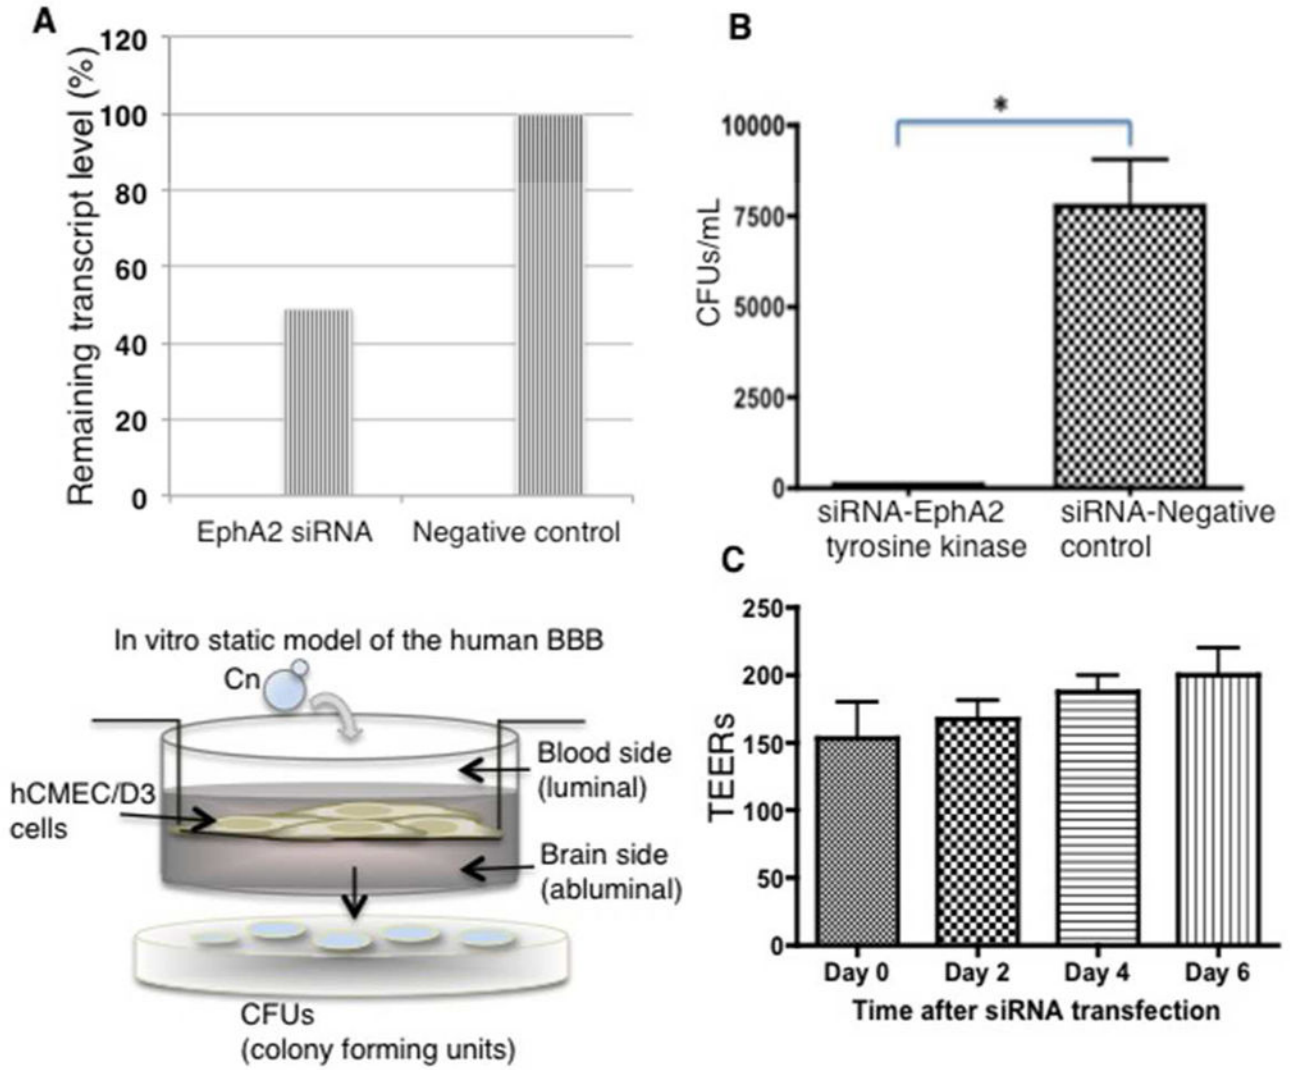 A
Remaining transcript level (%)
120
100
80
60
40
20
0
EphA2 siRNA
Negative control
B
*
CFUs/mL
10000
7500
5000
2500
0
siRNA-EphA2
tyrosine kinase
siRNA-Negative
control
In vitro static model of the human BBB
Cn
Blood side
(luminal)
hCMEC/D3
cells
Brain side
(abluminal)
CFUs
(colony forming units)
C
TEERs
250
200
150
100
50
0
Day 0
Day 2
Day 4
Day 6
Time after siRNA transfection